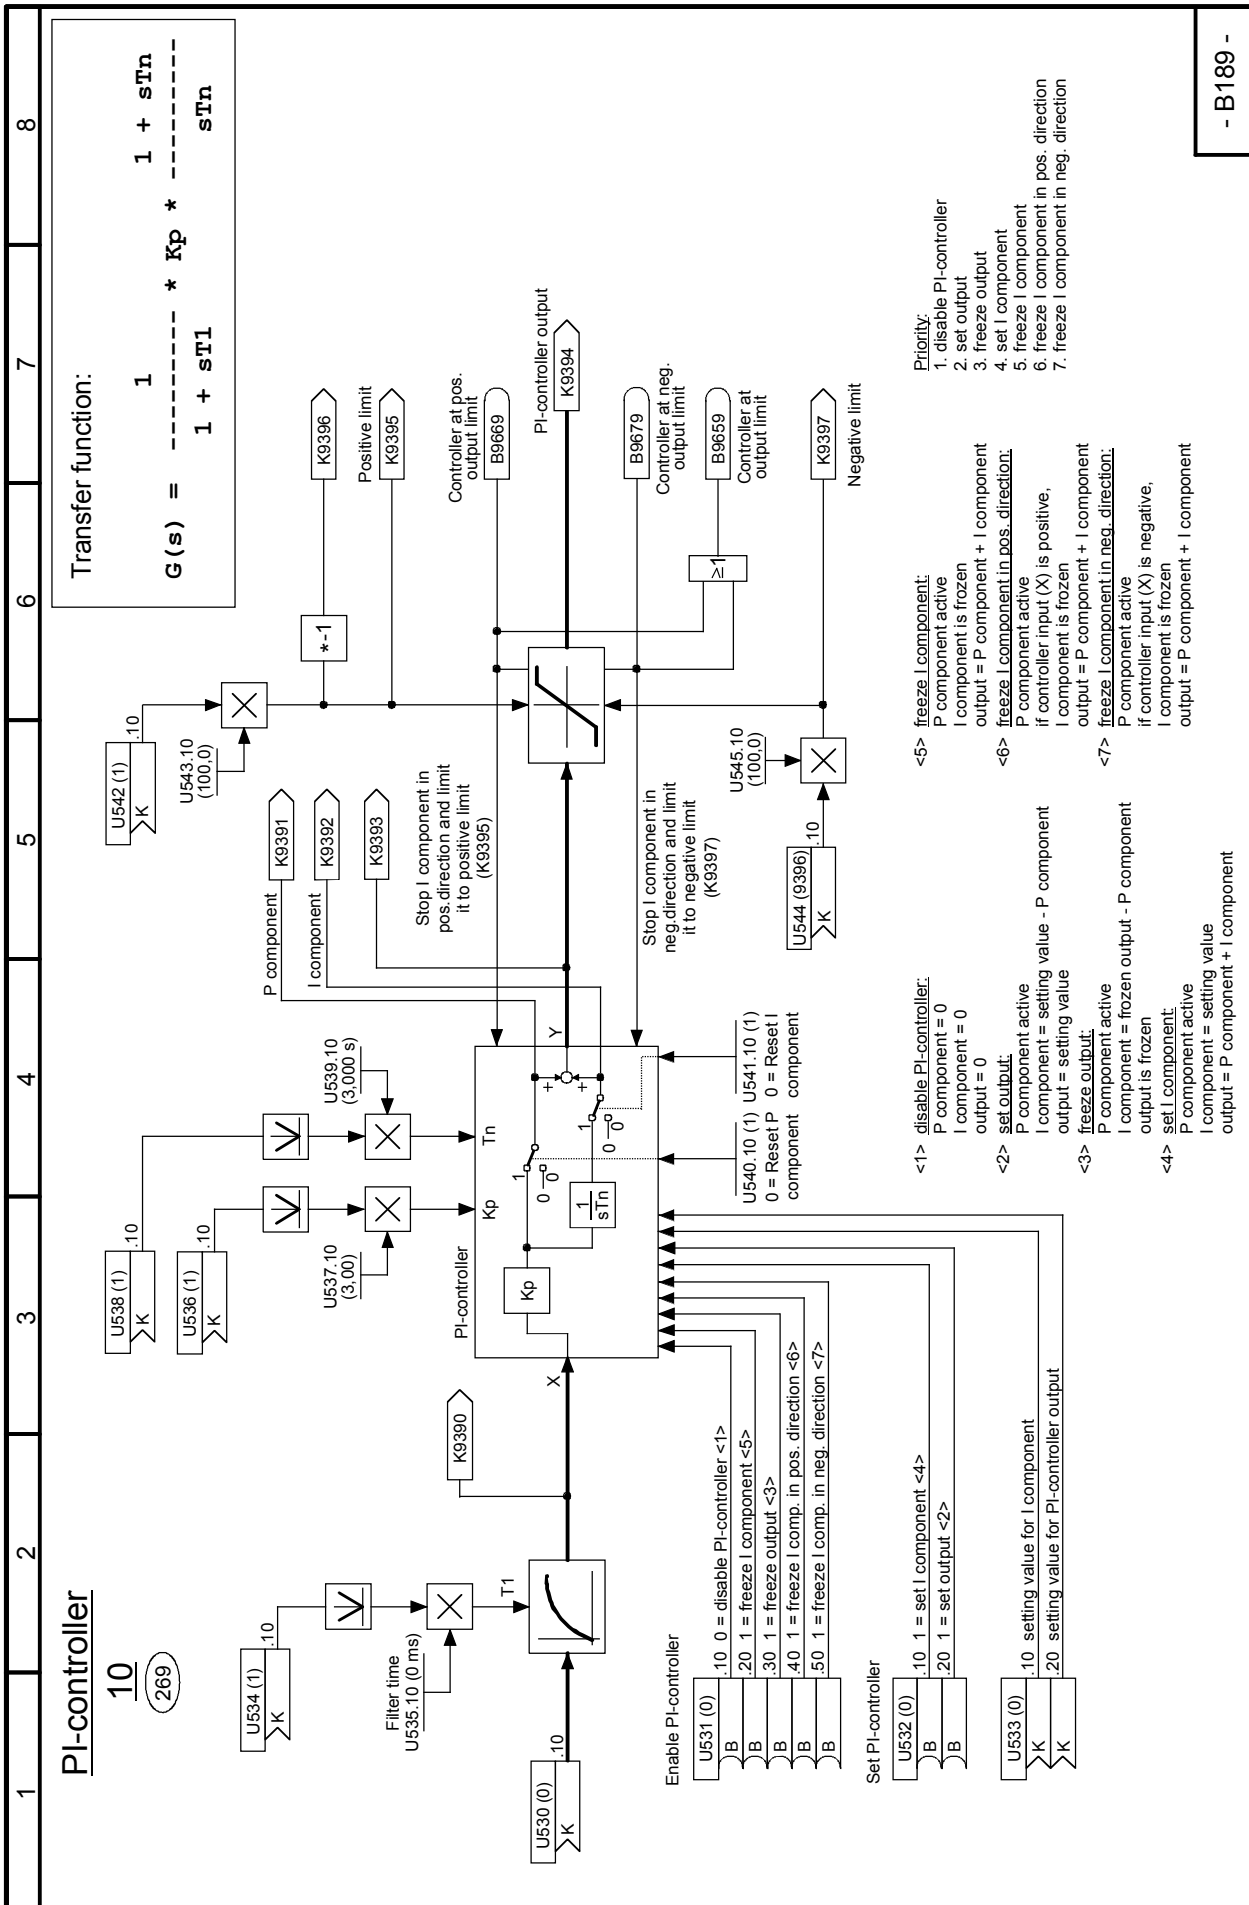 1 2 3 4 5 6 7 8
PI-controller
10
269
Transfer function:
1 1 + sTn
G(s) = -------- * Kp * ---------
1 + sT1 sTn
U534 (1)
K
.10
Filter time
U535.10 (0 ms)
T1
U530 (0)
K
.10
K9390
X
U538 (1)
K
.10
U536 (1)
K
.10
U537.10
(3,00)
U539.10
(3,000 s)
Kp
Tn
PI-controller
Kp
1
sTn
1
0
0
1
0
0
+
+
Y
U540.10 (1)
0 = Reset P
component
U541.10 (1)
0 = Reset I
component
P component
K9391
I component
K9392
K9393
Stop I component in
pos.direction and limit
it to positive limit
(K9395)
Stop I component in
neg.direction and limit
it to negative limit
(K9397)
U542 (1)
K
.10
U543.10
(100,0)
*-1
K9396
Positive limit
K9395
Controller at pos.
output limit
B9669
PI-controller output
K9394
B9679
Controller at neg.
output limit
≥1
B9659
Controller at
output limit
K9397
Negative limit
U545.10
(100,0)
U544 (9396)
K
.10
Enable PI-controller
U531 (0)
B .10 0 = disable PI-controller <1>
B .20 1 = freeze I component <5>
B .30 1 = freeze output <3>
B .40 1 = freeze I comp. in pos. direction <6>
B .50 1 = freeze I comp. in neg. direction <7>
Set PI-controller
U532 (0)
B .10 1 = set I component <4>
B .20 1 = set output <2>
U533 (0)
K .10 setting value for I component
K .20 setting value for PI-controller output
<1> disable PI-controller:
P component = 0
I component = 0
output = 0
<2> set output:
P component active
I component = setting value - P component
output = setting value
<3> freeze output:
P component active
I component = frozen output - P component
output is frozen
<4> set I component:
P component active
I component = setting value
output = P component + I component
<5> freeze I component:
P component active
I component is frozen
output = P component + I component
<6> freeze I component in pos. direction:
P component active
if controller input (X) is positive,
I component is frozen
output = P component + I component
<7> freeze I component in neg. direction:
P component active
if controller input (X) is negative,
I component is frozen
output = P component + I component
Priority:
1. disable PI-controller
2. set output
3. freeze output
4. set I component
5. freeze I component
6. freeze I component in pos. direction
7. freeze I component in neg. direction
- B189 -